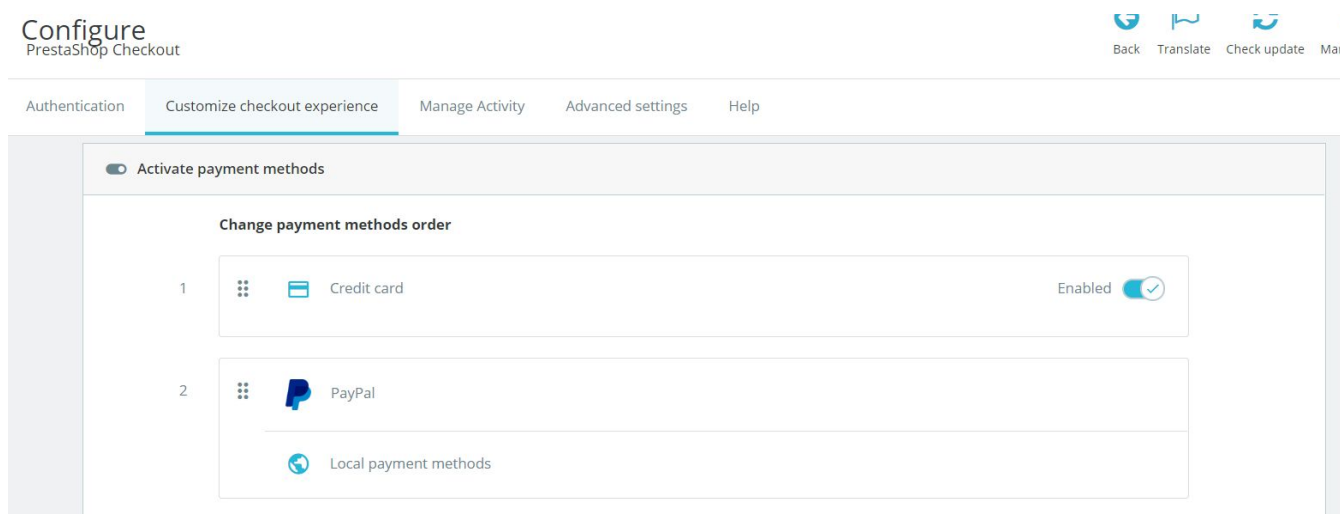 Configure
PrestaShop Checkout
Back Translate Check update
Authentication Customize checkout experience Manage Activity Advanced settings Help
Activate payment methods
Change payment methods order
1 Credit card Enabled
2 PayPal
Local payment methods